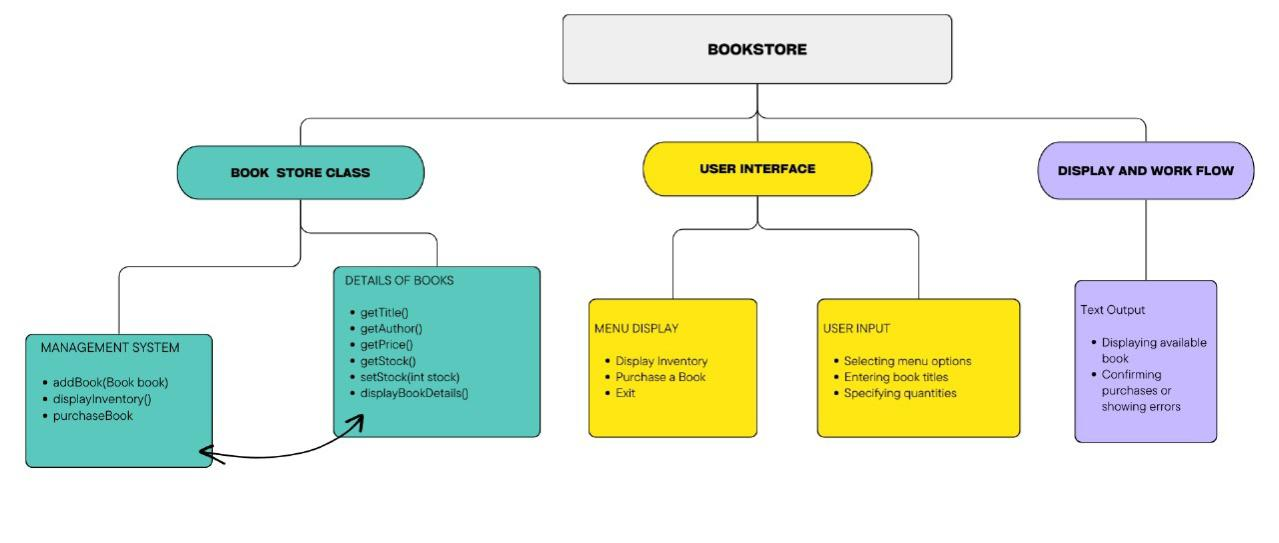 BOOKSTORE
BOOK STORE CLASS
USER INTERFACE
DISPLAY AND WORK FLOW
MANAGEMENT SYSTEM
• addBook(Book book)
• displayInventory()
• purchaseBook
DETAILS OF BOOKS
• getTitle()
• getAuthor()
• getPrice()
• getStock()
• setStock(int stock)
• displayBookDetails()
MENU DISPLAY
• Display Inventory
• Purchase a Book
• Exit
USER INPUT
• Selecting menu options
• Entering book titles
• Specifying quantities
Text Output
• Displaying available
book
• Confirming
purchases or
showing errors